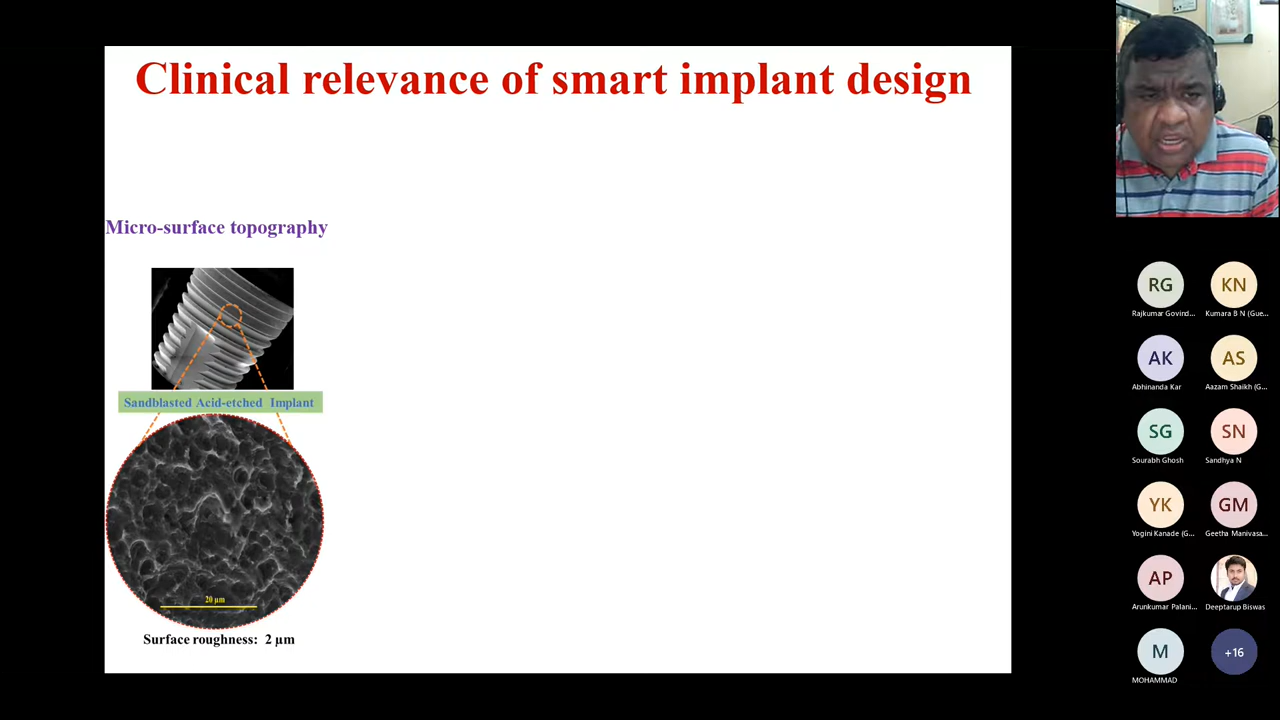 Clinical relevance of smart implant design
Micro-surface topography
Sandblasted Acid-etched Implant
20 µm
Surface roughness: 2 µm
RG
Rajkumar Govind...
KN
Kumara B N (Gue...
AK
Abhinanda Kar
AS
Aazam Shaikh (G...
SG
Sourabh Ghosh
SN
Sandhya N
YK
Yogini Kanade (G...
GM
Geetha Manivasa...
AP
Arunkumar Palani...
Deeptarup Biswas
M
MOHAMMAD
+16